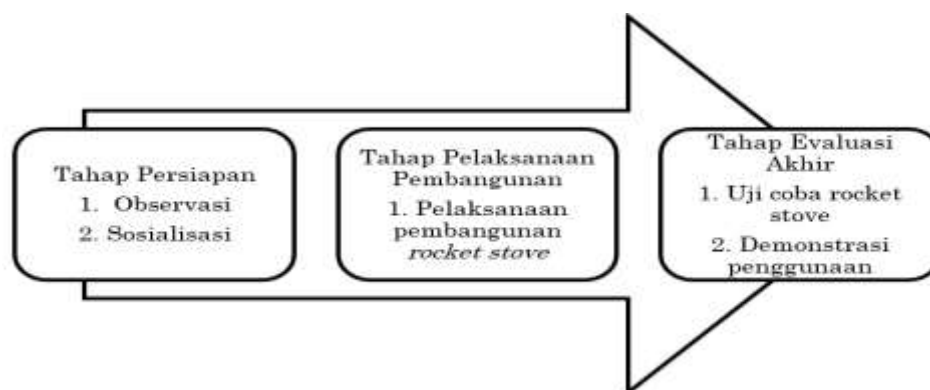 Tahap Persiapan
1. Observasi
2. Sosialisasi
Tahap Pelaksanaan
Pembangunan
1. Pelaksanaan
pembangunan
rocket stove
Tahap Evaluasi
Akhir
1. Uji coba rocket
stove
2. Demonstrasi
penggunaan